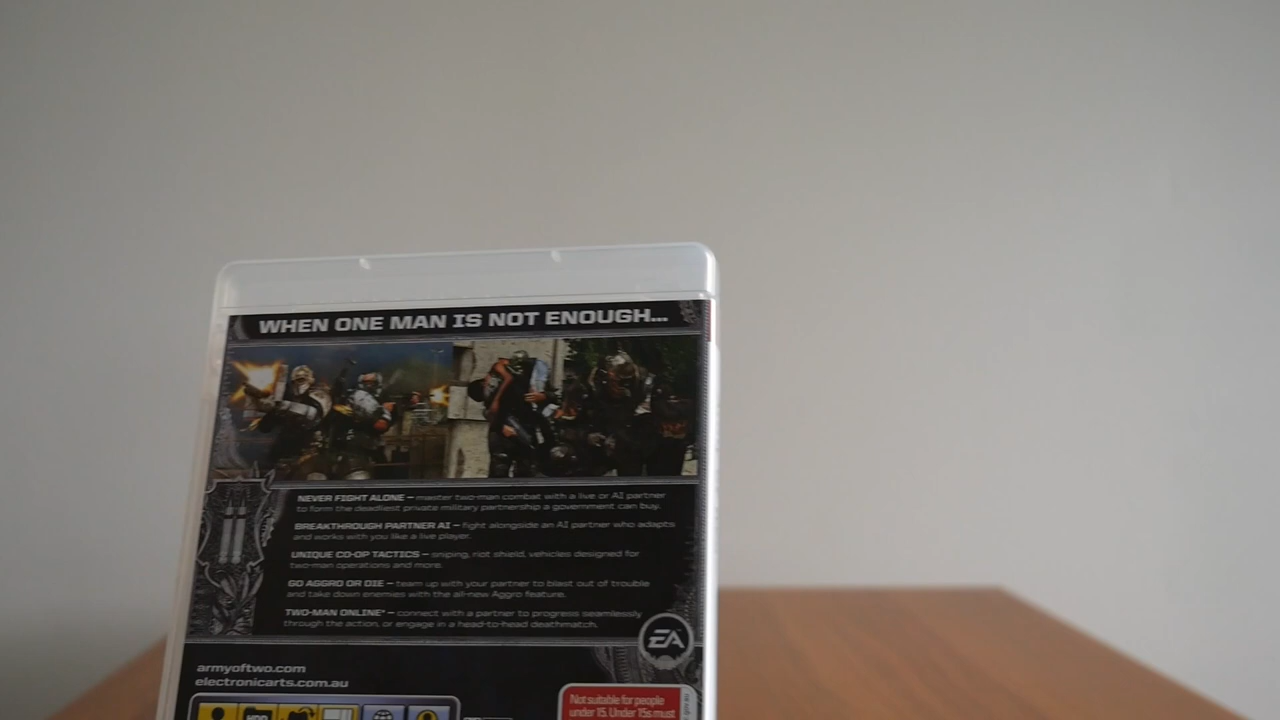 WHEN ONE MAN IS NOT ENOUGH...
NEVER FIGHT ALONE – master two-man combat with a live or AI partner
to form the deadliest private military partnership a government can buy.
BREAKTHROUGH PARTNER AI – fight alongside an AI partner who adapts
and works with you like a live player.
UNIQUE CO-OP TACTICS – sniping, riot shield, vehicles designed for
two-man operations and more.
GO AGGRO OR DIE – team up with your partner to blast out of trouble
and take down enemies with the all-new Aggro feature.
TWO-MAN ONLINE* – connect with a partner to progress seamlessly
through the action, or engage in a head-to-head deathmatch.
EA
armyoftwo.com
electronicarts.com.au
Not suitable for people
under 15. Under 15s must
HDD